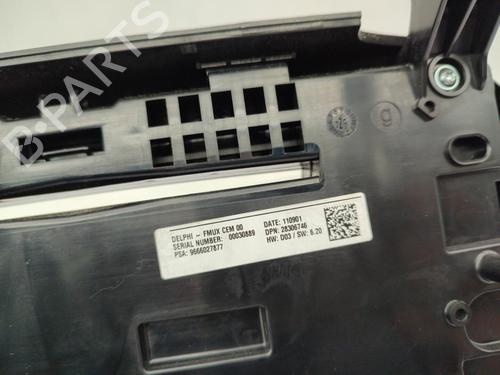 B-PARTS
DELPHI - FMUX CEM 00 DATE: 110901
SERIAL NUMBER: 00030889 DPN: 28306746
PSA: 9666027877 HW: D03 / SW: 6.20
g